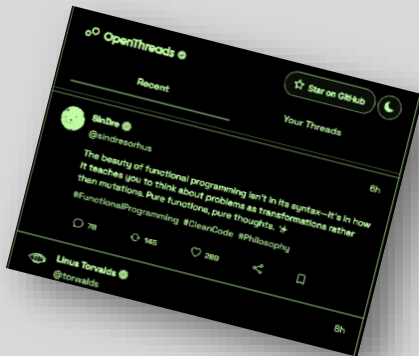 OpenThreads
Star on GitHub
Recent
Your Threads
SinDre
6h
@sindresorhus
The beauty of functional programming isn't in its syntax—it's in how
it teaches you to think about problems as transformations rather
than mutations. Pure functions, pure thoughts.
#FunctionalProgramming #CleanCode #Philosophy
78 145 289
Linus Torvalds
8h
@torvalds